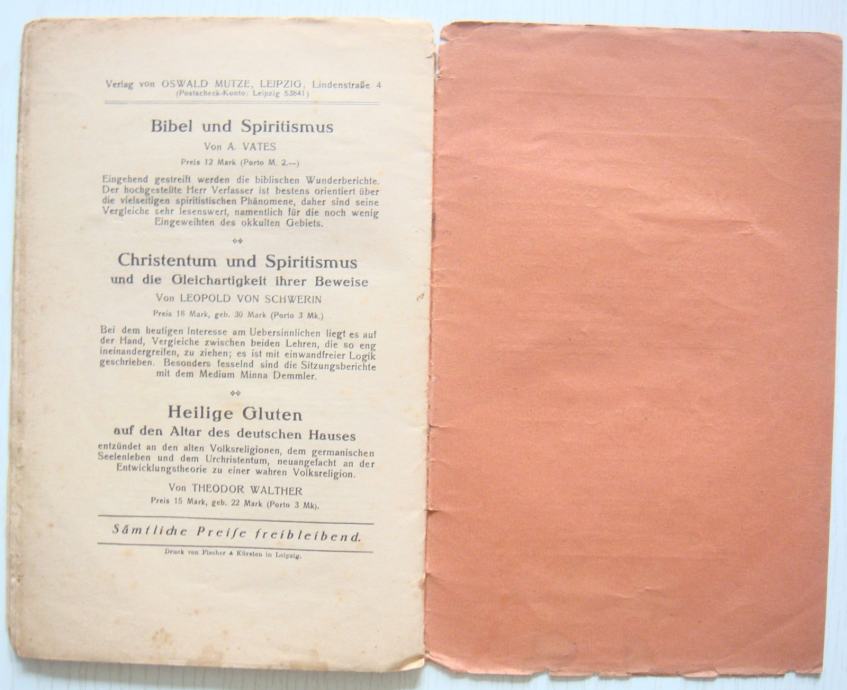 Verlag von OSWALD MUTZE, LEIPZIG, Lindenstraße 4
(Postscheck-Konto: Leipzig 53841)
Bibel und Spiritismus
Von A. VATES
Preis 12 Mark (Porto M. 2.—)
Eingehend gestreift werden die biblischen Wunderberichte.
Der hochgestellte Herr Verfasser ist bestens orientiert über
die vielseitigen spiritistischen Phänomene, daher sind seine
Vergleiche sehr lesenswert, namentlich für die noch wenig
Eingeweihten des okkulten Gebiets.
Christentum und Spiritismus
und die Gleichartigkeit ihrer Beweise
Von LEOPOLD VON SCHWERIN
Preis 16 Mark, geb. 30 Mark (Porto 3 Mk.)
Bei dem heutigen Interesse am Uebersinnlichen liegt es auf
der Hand, Vergleiche zwischen beiden Lehren, die so eng
ineinandergreifen, zu ziehen; es ist mit einwandfreier Logik
geschrieben. Besonders fesselnd sind die Sitzungsberichte
mit dem Medium Minna Demmler.
Heilige Gluten
auf den Altar des deutschen Hauses
entzündet an den alten Volksreligionen, dem germanischen
Seelenleben und dem Urchristentum, neuangefacht an der
Entwicklungstheorie zu einer wahren Volksreligion.
Von THEODOR WALTHER
Preis 15 Mark, geb. 22 Mark (Porto 3 Mk).
Sämtliche Preiſe freibleibend.
Druck von Fischer & Kürsten in Leipzig.